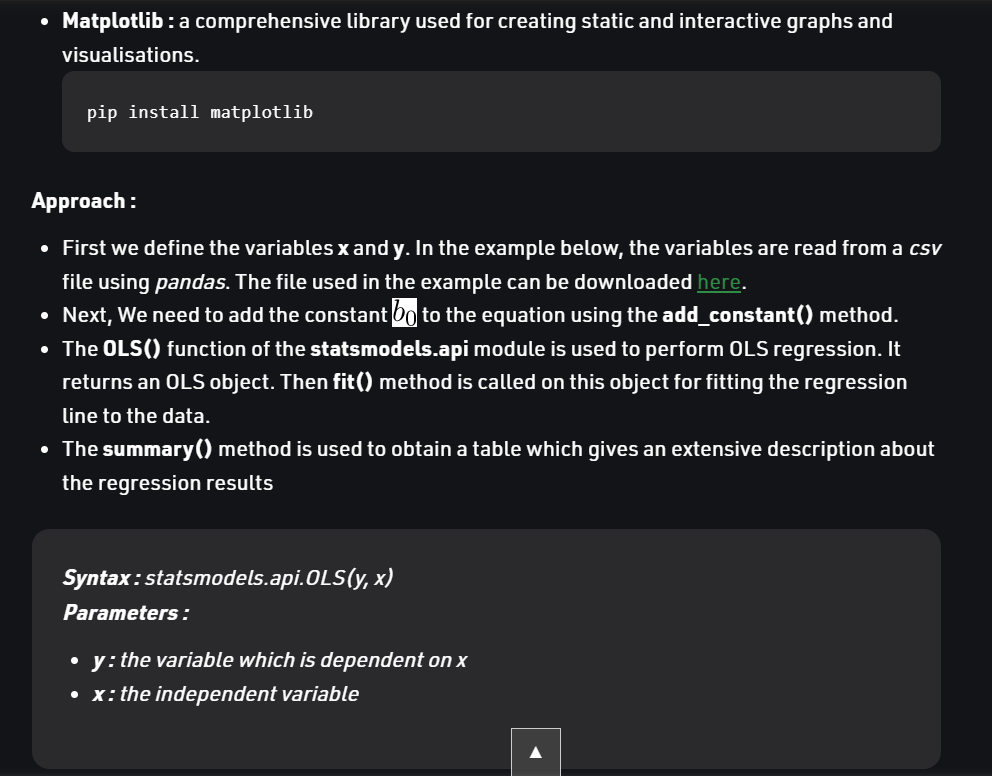 Matplotlib : a comprehensive library used for creating static and interactive graphs and
visualisations.
pip install matplotlib
Approach :
First we define the variables x and y. In the example below, the variables are read from a csv
file using pandas. The file used in the example can be downloaded here.
Next, We need to add the constant b0 to the equation using the add_constant() method.
The OLS() function of the statsmodels.api module is used to perform OLS regression. It
returns an OLS object. Then fit() method is called on this object for fitting the regression
line to the data.
The summary() method is used to obtain a table which gives an extensive description about
the regression results
Syntax : statsmodels.api.OLS(y, x)
Parameters :
y : the variable which is dependent on x
x : the independent variable